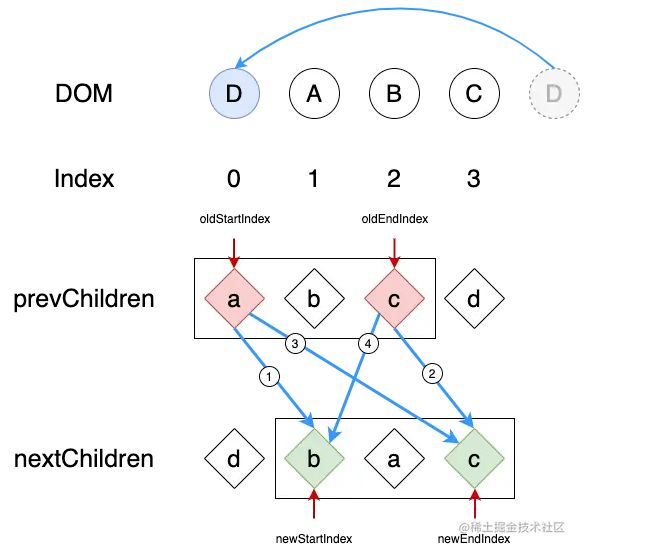 DOM D A B C D
Index 0 1 2 3
oldStartIndex oldEndIndex
prevChildren a b c d
3 4
1 2
nextChildren d b a c
@稀土掘金技术社区
newStartIndex newEndIndex